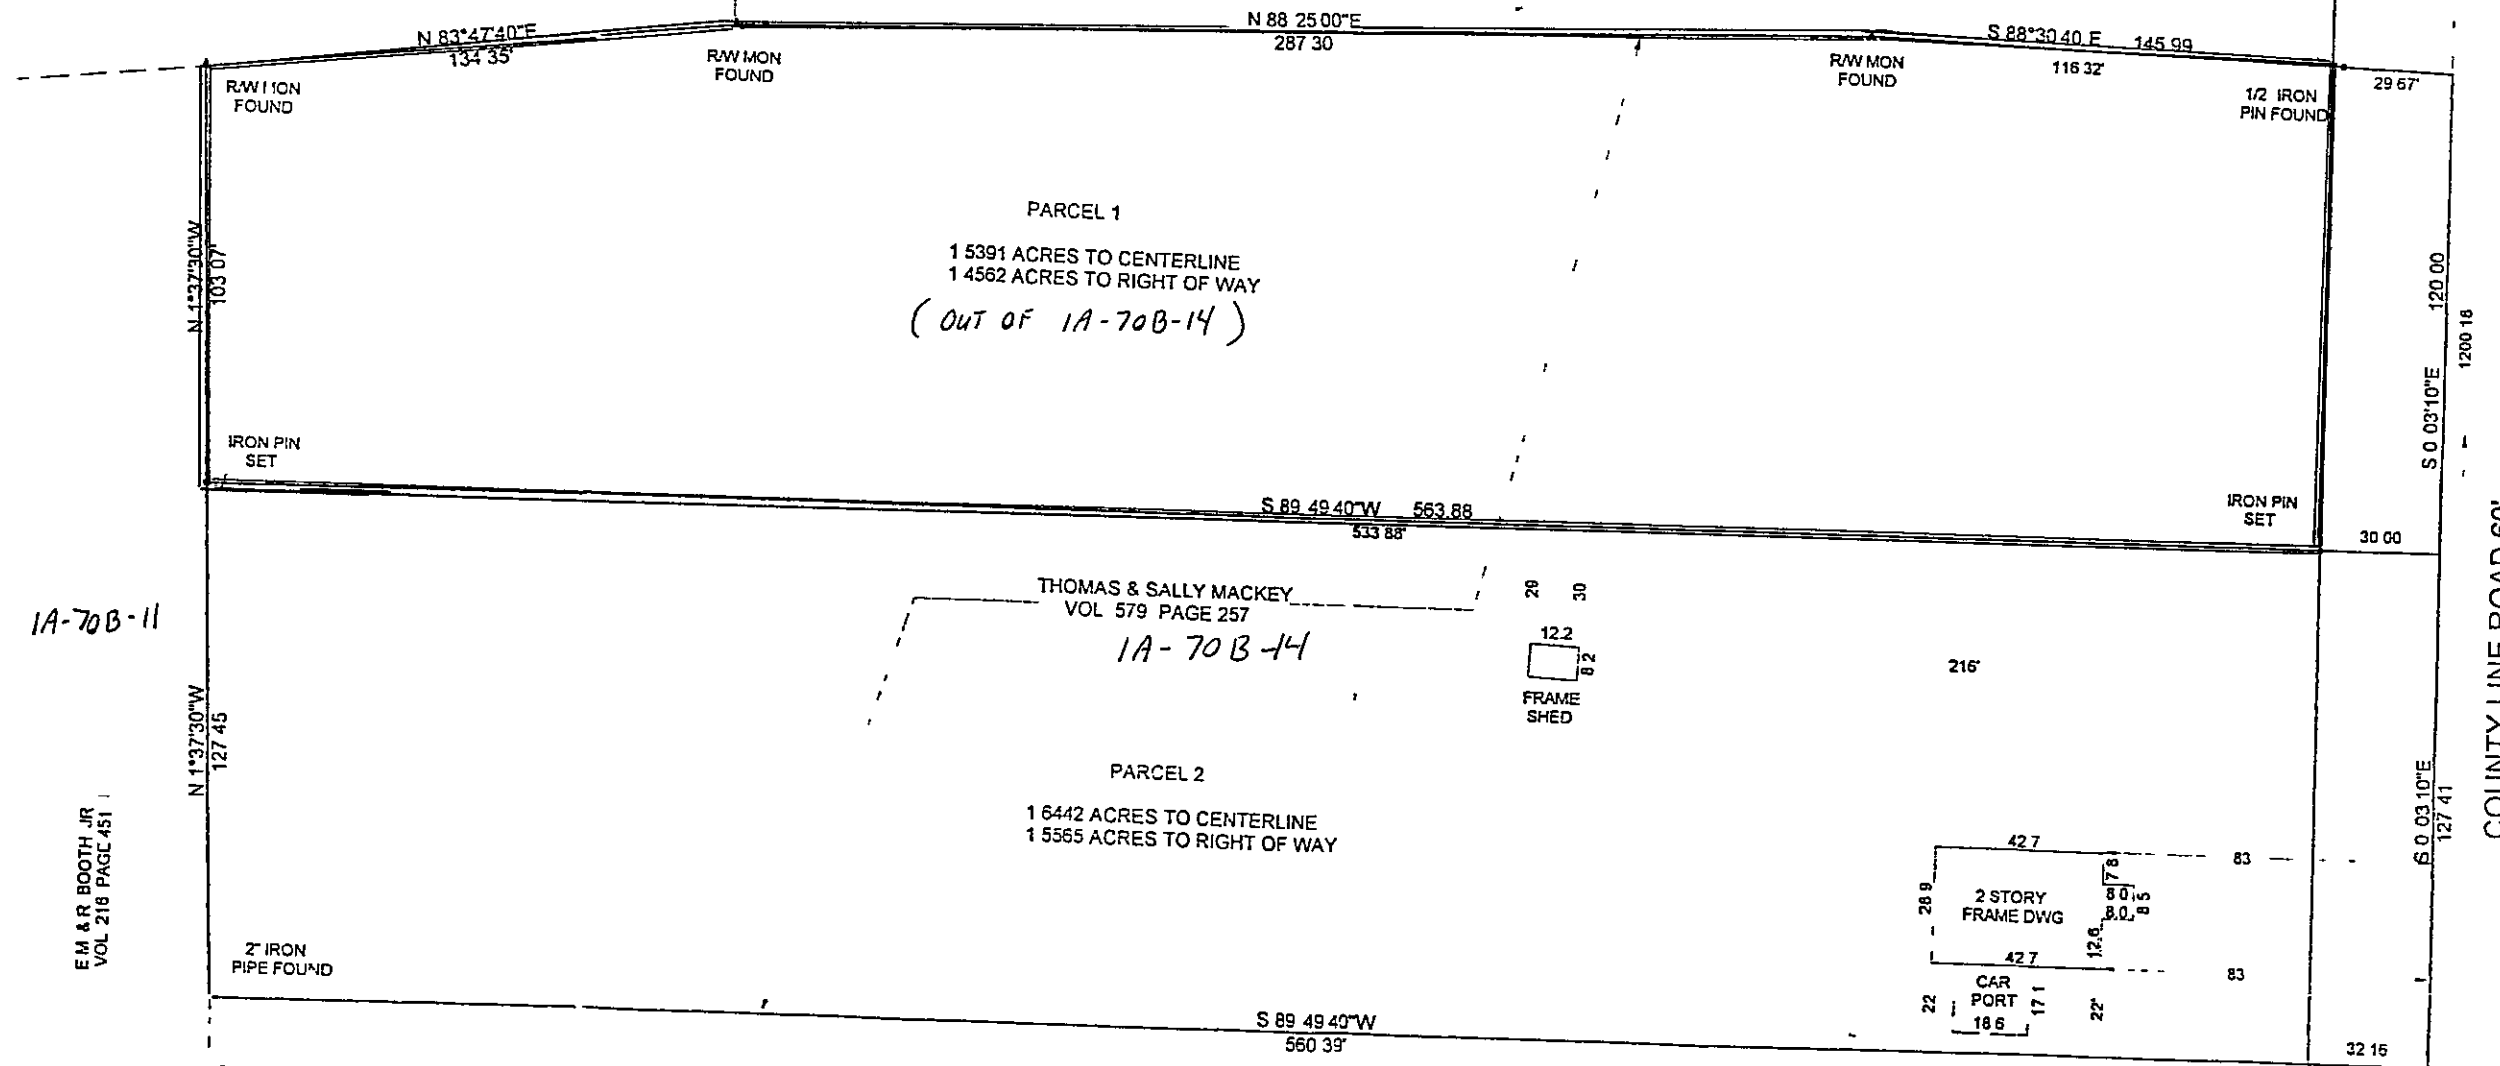 N 83°47'40"E
134 35'
N 88 25 00"E
287 30
S 88°30 40 E 145.99
116 32'
29 67'
R/W MON
FOUND
R/W MON
FOUND
R/W MON
FOUND
1/2 IRON
PIN FOUND
N 1°37'30"W
103 07'
PARCEL 1
1 5391 ACRES TO CENTERLINE
1 4562 ACRES TO RIGHT OF WAY
( OUT OF 1A-70B-14 )
S 0 03'10"E 120 00
1200 18
IRON PIN
SET
S 89 49 40"W 563.88
533 88'
IRON PIN
SET
30 00
COUNTY LINE ROAD 60'
1A-70B-11
THOMAS & SALLY MACKEY
VOL 579 PAGE 257
1A-70B-14
29 30
12.2
8 2
FRAME
SHED
216'
N 1°37'30"W
127 45
PARCEL 2
1 6442 ACRES TO CENTERLINE
1 5565 ACRES TO RIGHT OF WAY
S 0 03 10"E
127 41
E M & R BOOTH JR
VOL 216 PAGE 451
42 7
83
28 9
2 STORY
FRAME DWG
7 8
8 0
8.0
8 5
12.6
42 7
83
2" IRON
PIPE FOUND
CAR
PORT
22
17 1
22'
18 6
S 89 49 40"W
560 39'
32 15